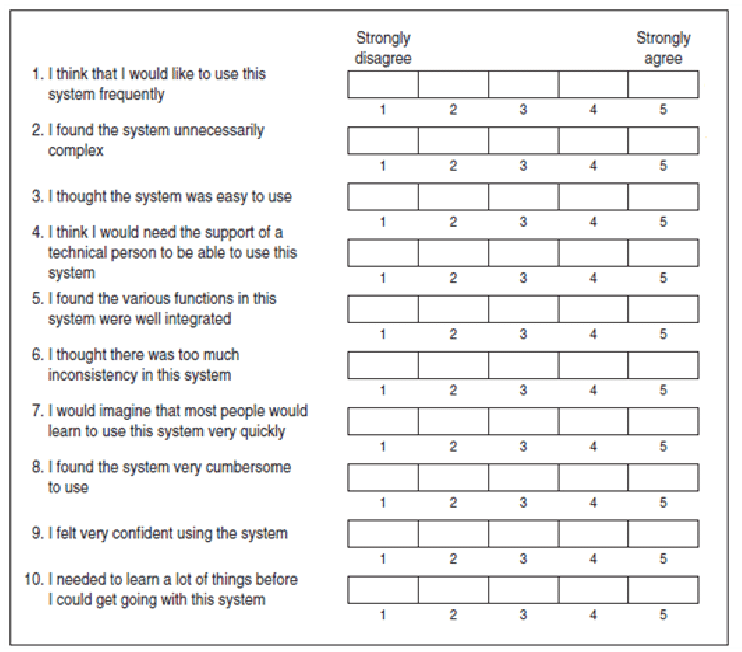 Strongly disagree
Strongly agree
1. I think that I would like to use this
system frequently
1 2 3 4 5
2. I found the system unnecessarily
complex
1 2 3 4 5
3. I thought the system was easy to use
1 2 3 4 5
4. I think I would need the support of a
technical person to be able to use this
system
1 2 3 4 5
5. I found the various functions in this
system were well integrated
1 2 3 4 5
6. I thought there was too much
inconsistency in this system
1 2 3 4 5
7. I would imagine that most people would
learn to use this system very quickly
1 2 3 4 5
8. I found the system very cumbersome
to use
1 2 3 4 5
9. I felt very confident using the system
1 2 3 4 5
10. I needed to learn a lot of things before
I could get going with this system
1 2 3 4 5